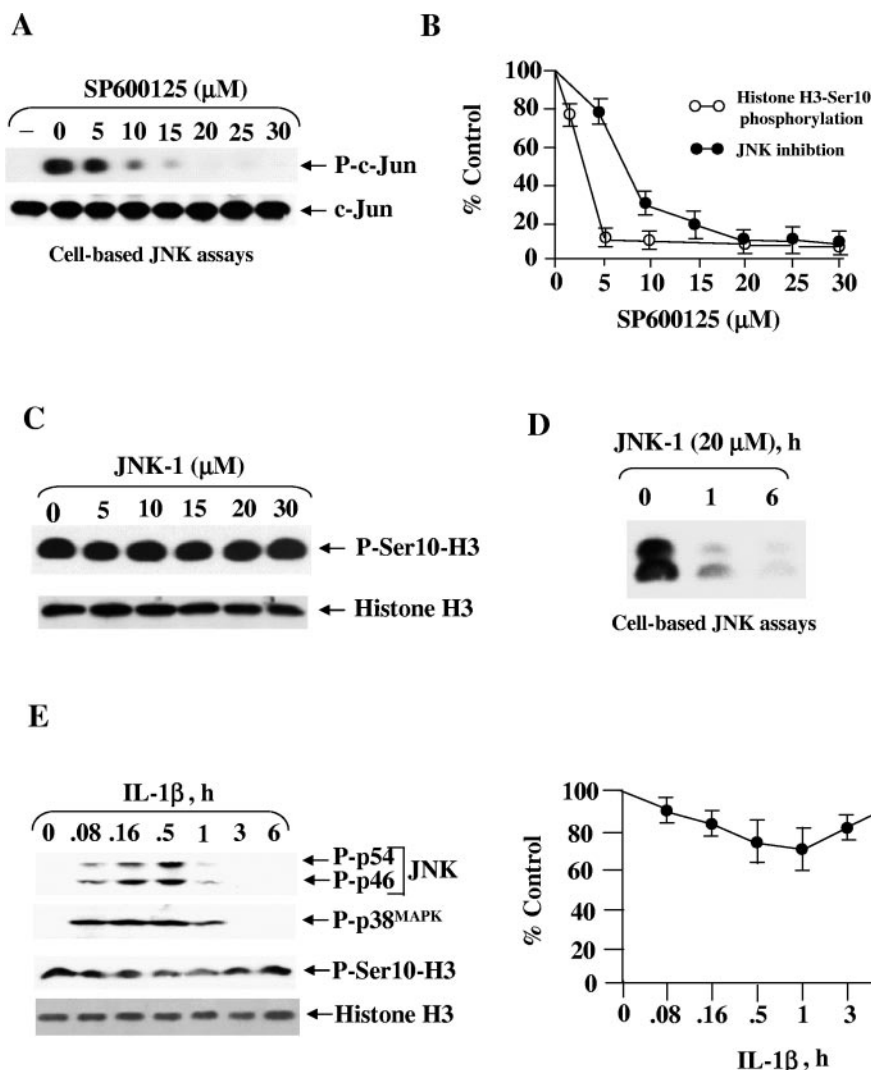 A
SP600125 (μM)
– 0 5 10 15 20 25 30
P-c-Jun
c-Jun
Cell-based JNK assays
B
100
80
60
40
20
0
% Control
Histone H3-Ser10
phosphorylation
JNK inhibtion
0 5 10 15 20 25 30
SP600125 (μM)
C
JNK-1 (μM)
0 5 10 15 20 30
P-Ser10-H3
Histone H3
D
JNK-1 (20 μM), h
0 1 6
Cell-based JNK assays
E
IL-1β, h
0 .08 .16 .5 1 3 6
P-p54
P-p46
JNK
P-p38MAPK
P-Ser10-H3
Histone H3
100
80
60
80
20
0
% Control
0 .08 .16 .5 1 3
IL-1β, h